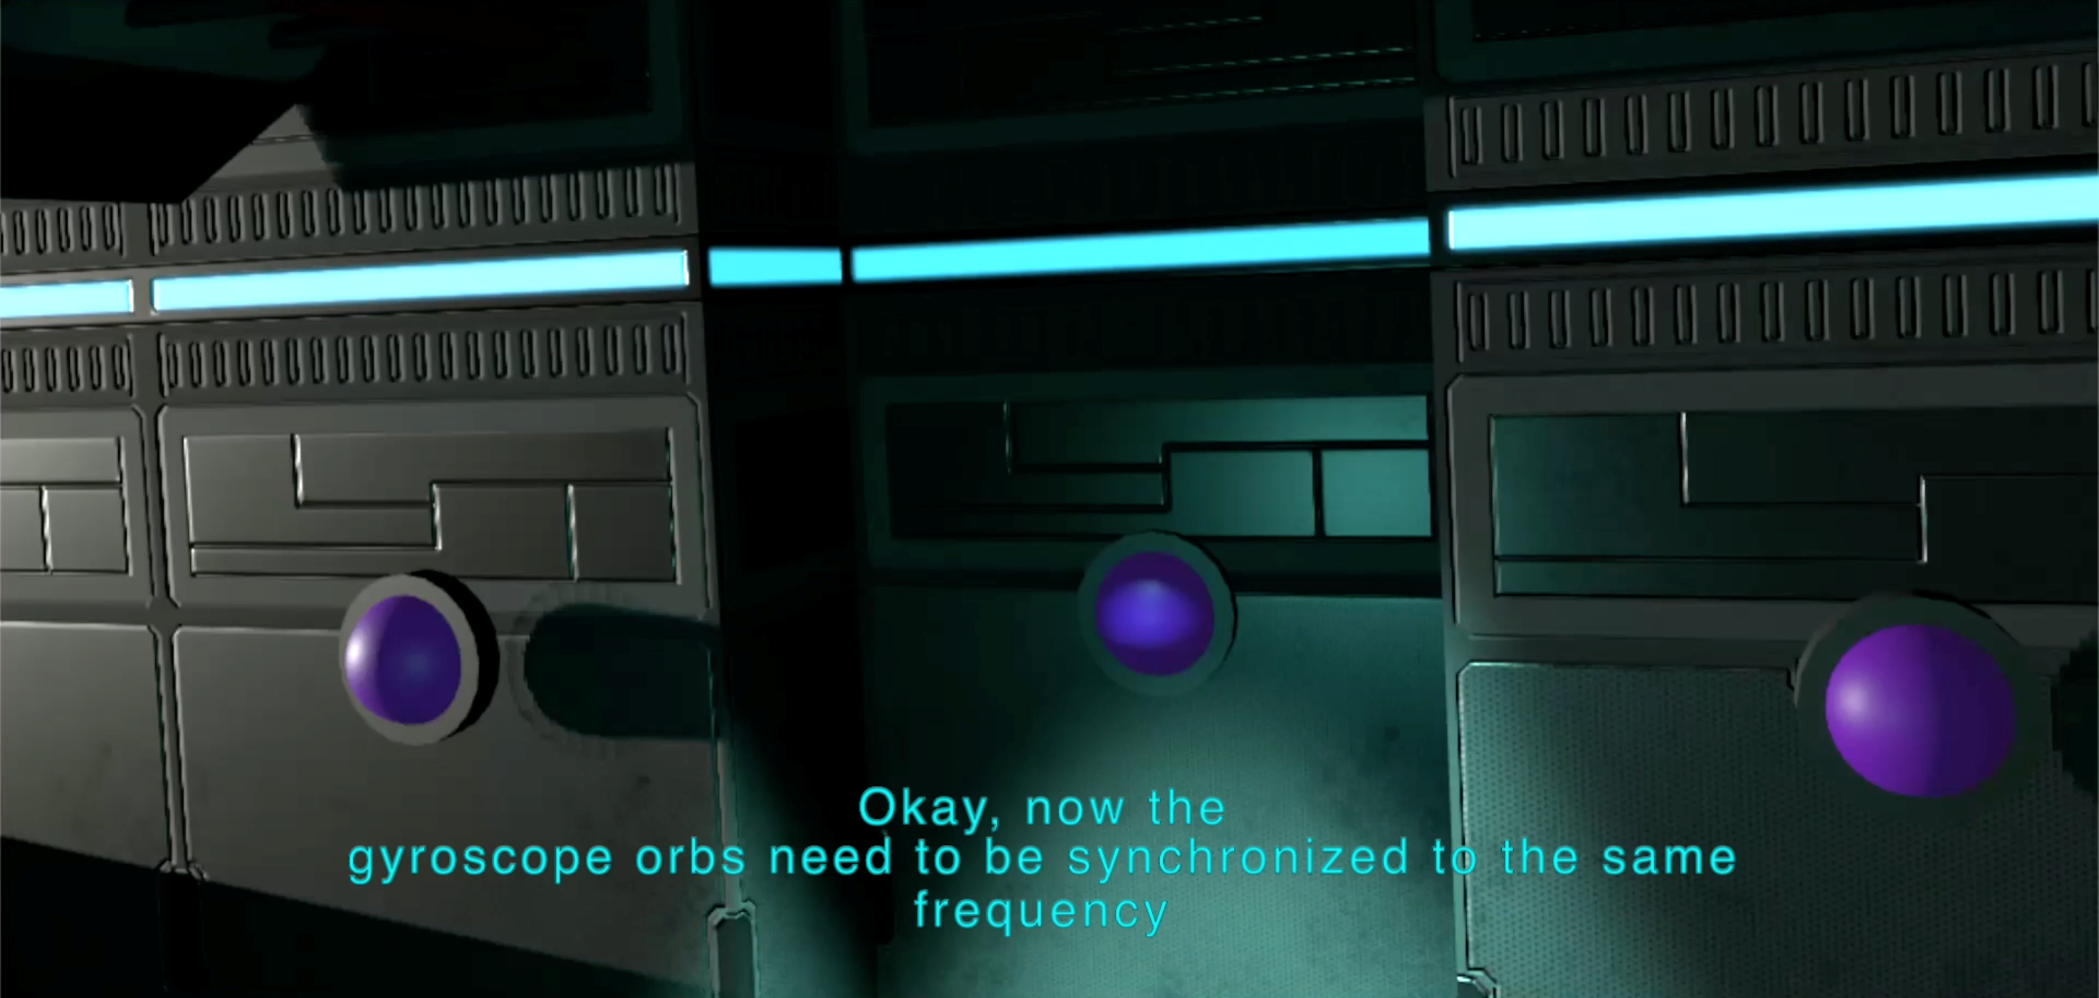 Okay, now the
gyroscope orbs need to be synchronized to the same
frequency